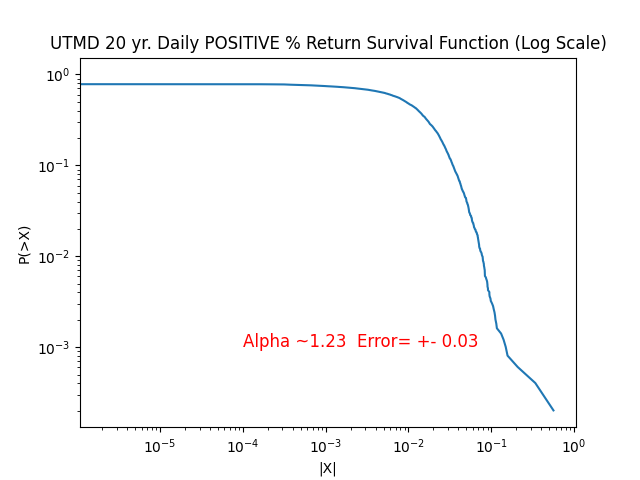 UTMD 20 yr. Daily POSITIVE % Return Survival Function (Log Scale)
10⁰
10⁻¹
10⁻²
10⁻³
P(>X)
Alpha ~1.23  Error= +- 0.03
10⁻⁵ 10⁻⁴ 10⁻³ 10⁻² 10⁻¹ 10⁰
|X|